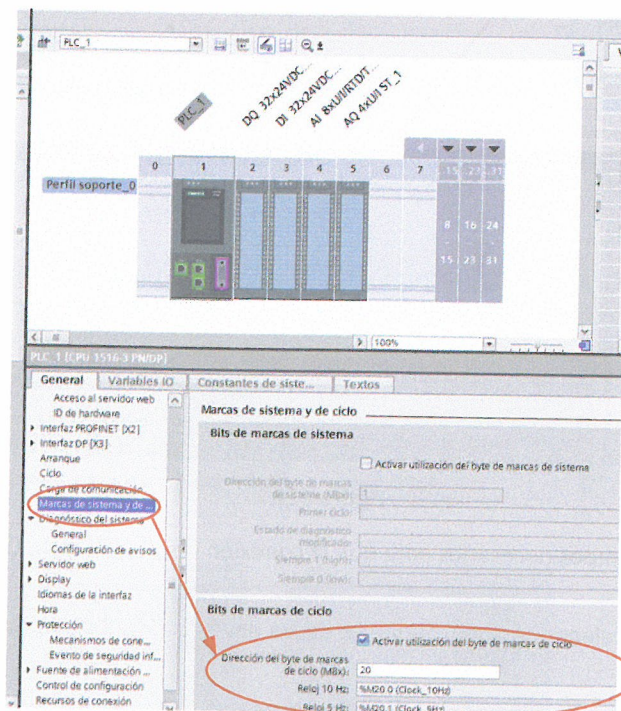 PLC_1
PLC_1
DQ 32x24VDC...
DI 32x24VDC...
AI 8xU/I/RTD/T...
AQ 4xU/I ST_1
0 1 2 3 4 5 6 7
Perfil soporte_0
8 16 24
15 23 31
100%
PLC_1 [CPU 1516-3 PN/DP]
General Variables IO Constantes de siste... Textos
Acceso al servidor web
ID de hardware
Interfaz PROFINET [X2]
Interfaz DP [X3]
Arranque
Ciclo
Carga de comunicación
Marcas de sistema y de ...
Diagnóstico del sistema
General
Configuración de avisos
Servidor web
Display
Idiomas de la interfaz
Hora
Protección
Mecanismos de cone...
Evento de seguridad inf...
Fuente de alimentación ...
Control de configuración
Recursos de conexión
Marcas de sistema y de ciclo
Bits de marcas de sistema
Activar utilización del byte de marcas de sistema
Dirección del byte de marcas
de sistema (MBx): 1
Primer ciclo:
Estado de diagnóstico
modificado:
Siempre 1 (high):
Siempre 0 (low):
Bits de marcas de ciclo
Activar utilización del byte de marcas de ciclo
Dirección del byte de marcas
de ciclo (MBx): 20
Reloj 10 Hz: %M20.0 (Clock_10Hz)
Reloj 5 Hz: %M20.1 (Clock_5Hz)